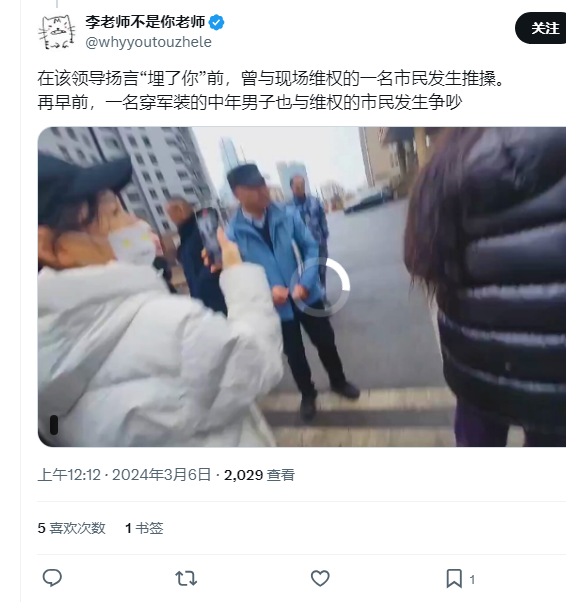 李老师不是你老师
@whyyoutouzhele
关注
在该领导扬言“埋了你”前，曾与现场维权的一名市民发生推搡。
再早前，一名穿军装的中年男子也与维权的市民发生争吵
上午12:12 · 2024年3月6日 · 2,029 查看
5 喜欢次数 1 书签
1